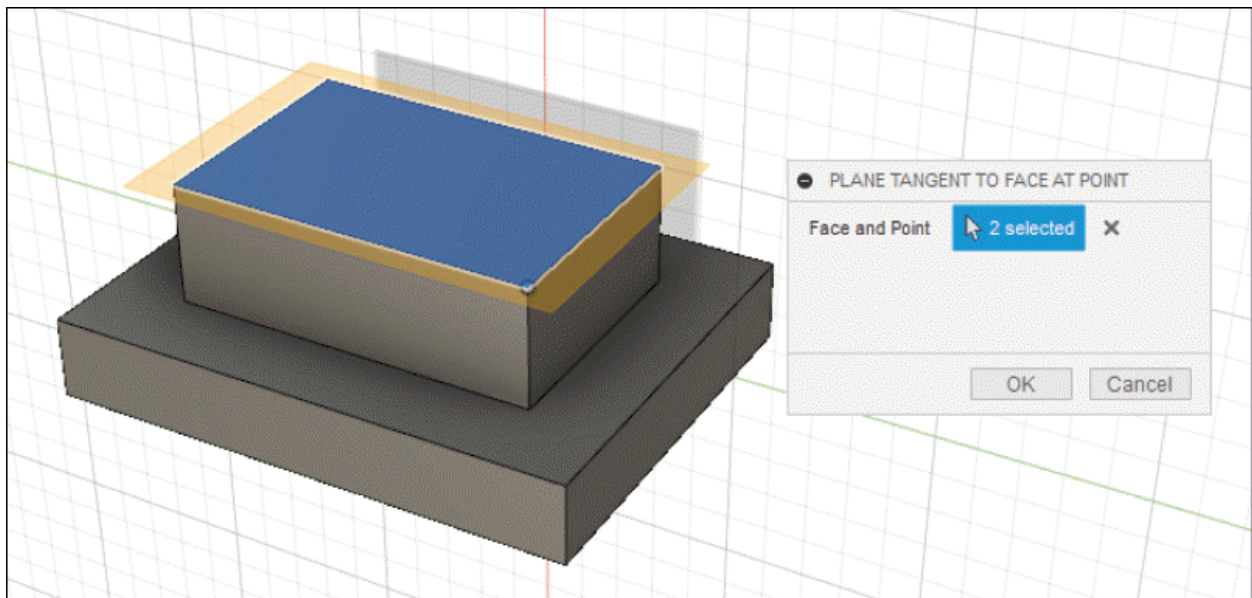 PLANE TANGENT TO FACE AT POINT
Face and Point 2 selected
OK Cancel